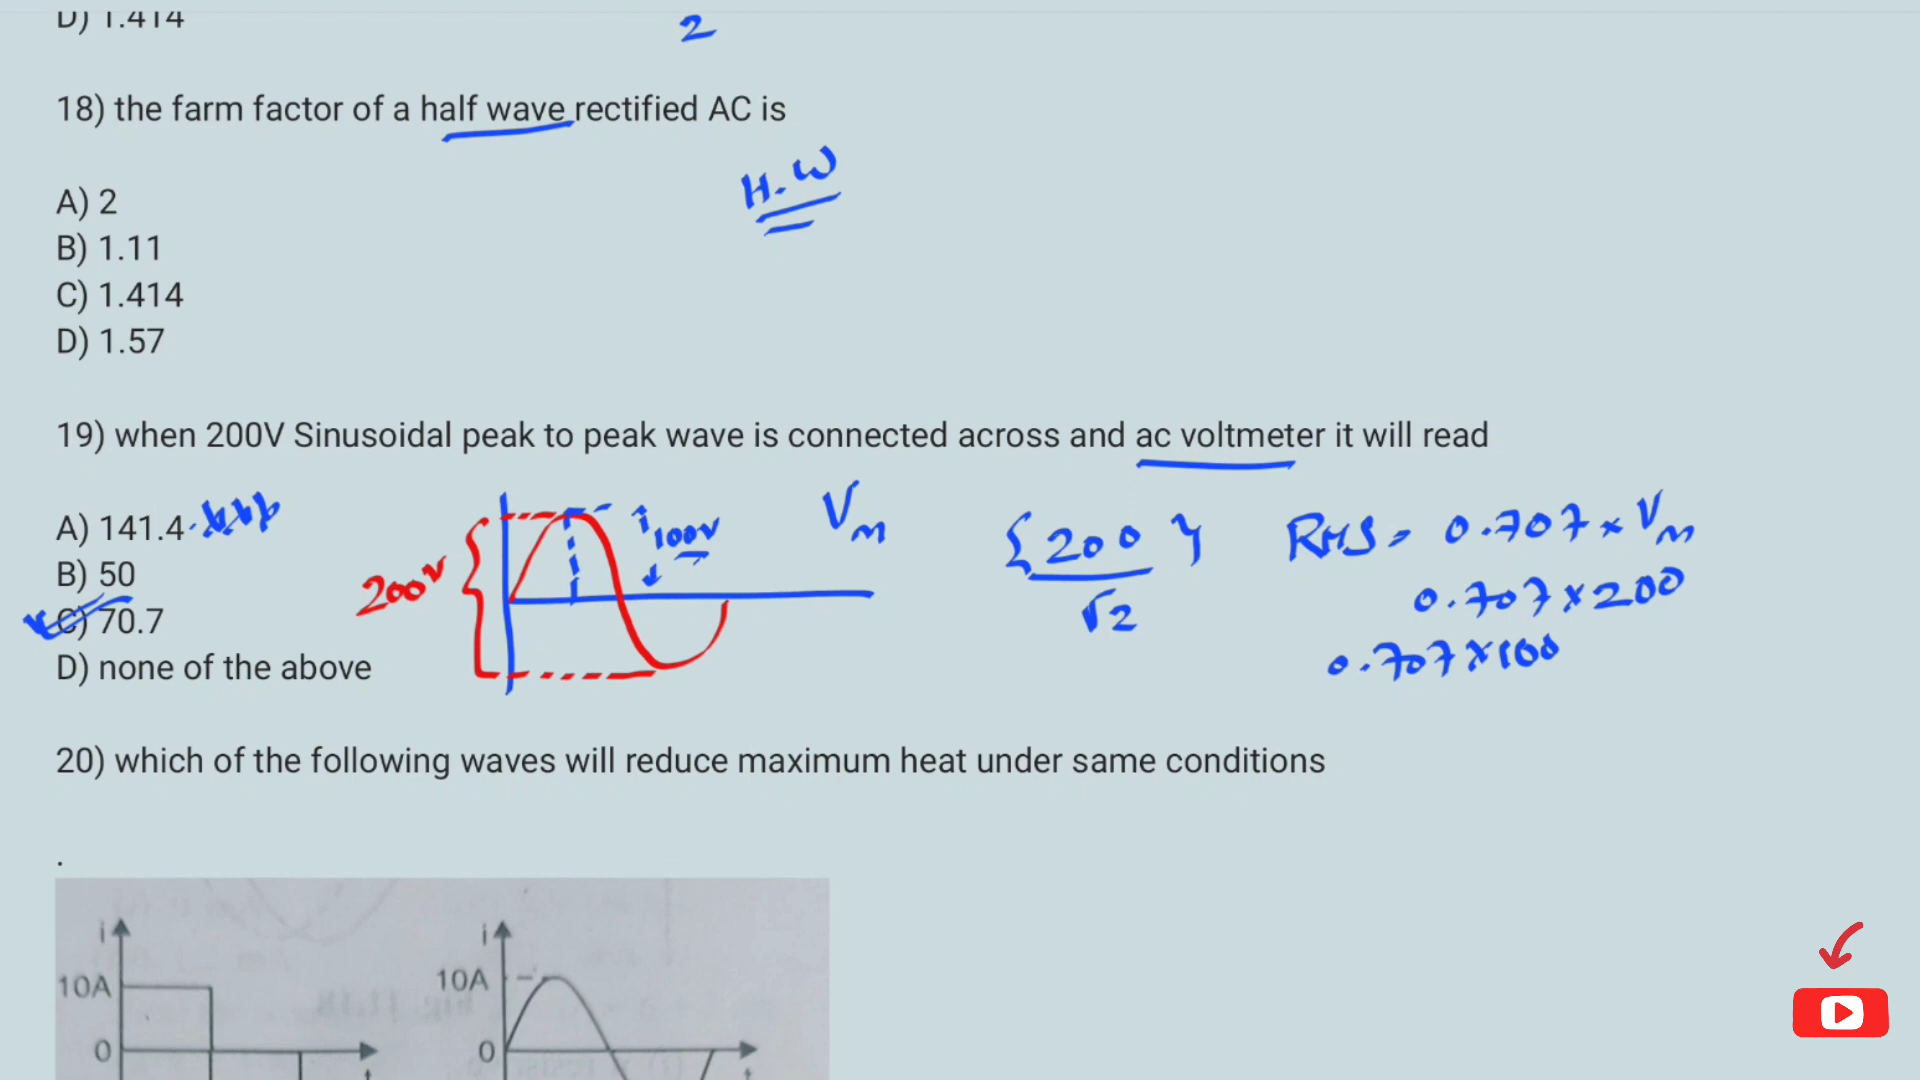 D) 1.414
2
18) the farm factor of a half wave rectified AC is
H.W
A) 2
B) 1.11
C) 1.414
D) 1.57
19) when 200V Sinusoidal peak to peak wave is connected across and ac voltmeter it will read
A) 141.4
B) 50
C) 70.7
D) none of the above
200V
100V
Vm
{200}
√2
RMS = 0.707 × Vm
0.707 × 200
0.707 × 100
20) which of the following waves will reduce maximum heat under same conditions
.
i
10A
0
t
i
10A
0
t